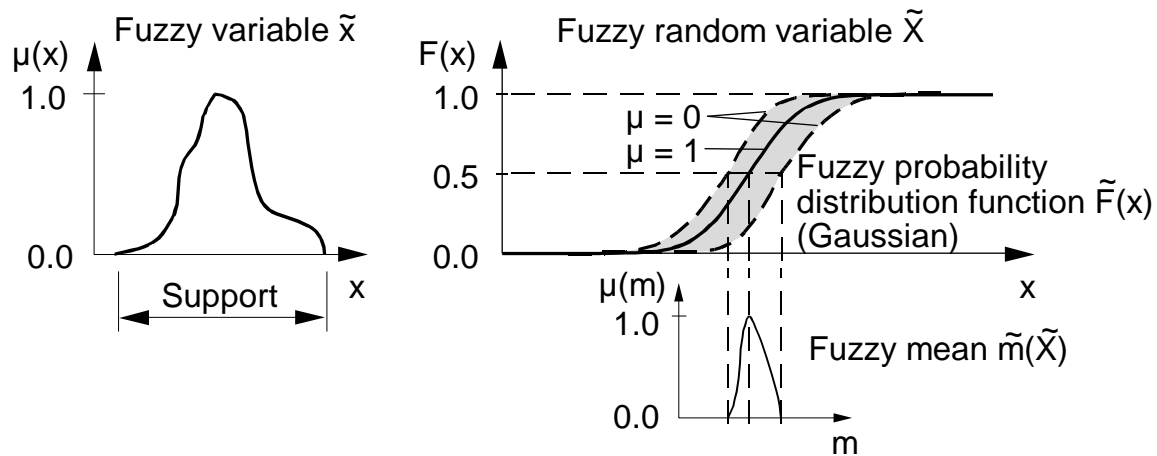 Fuzzy variable x̃
μ(x)
1.0
0.0
x
Support
Fuzzy random variable X̃
F(x)
1.0
μ = 0
μ = 1
0.5
Fuzzy probability
distribution function F̃(x)
(Gaussian)
0.0
x
μ(m)
1.0
Fuzzy mean m̃(X̃)
0.0
m